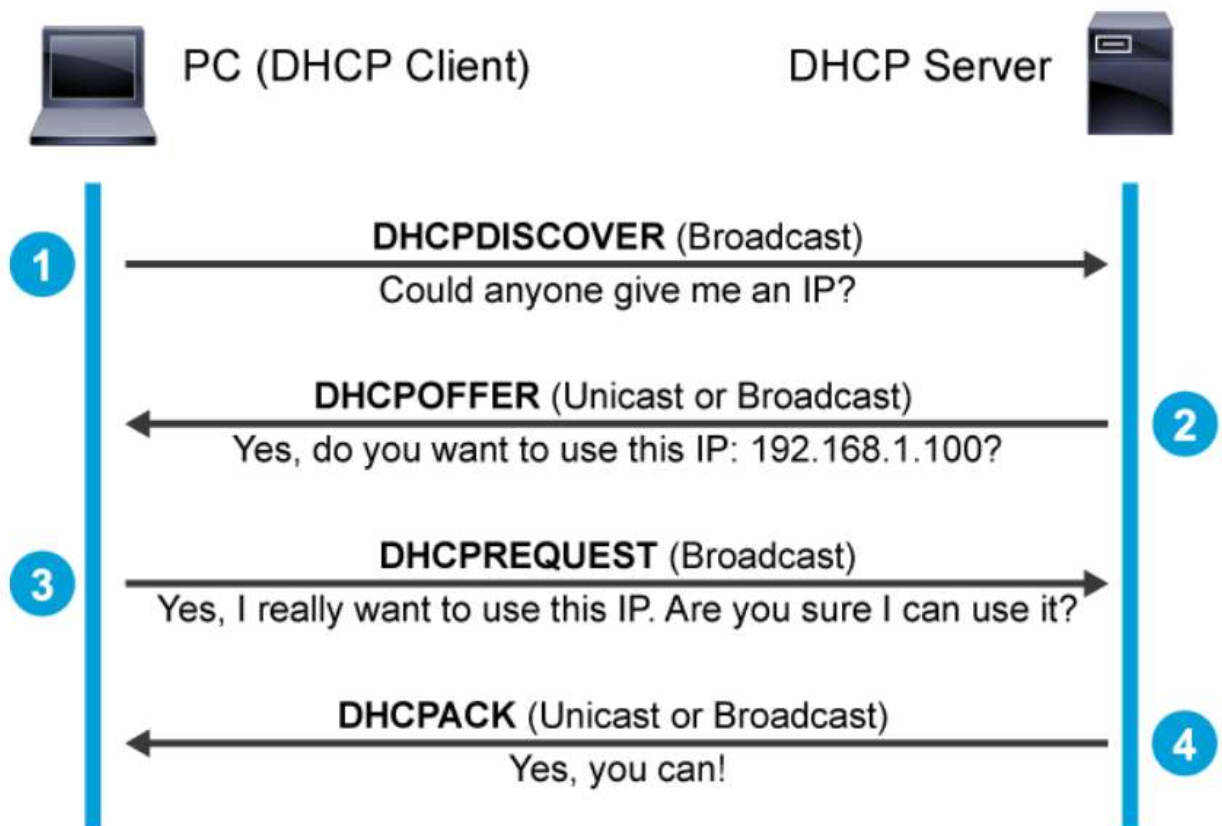 PC (DHCP Client)
DHCP Server
1
DHCPDISCOVER (Broadcast)
Could anyone give me an IP?
DHCPOFFER (Unicast or Broadcast)
2
Yes, do you want to use this IP: 192.168.1.100?
DHCPREQUEST (Broadcast)
3
Yes, I really want to use this IP. Are you sure I can use it?
DHCPACK (Unicast or Broadcast)
4
Yes, you can!